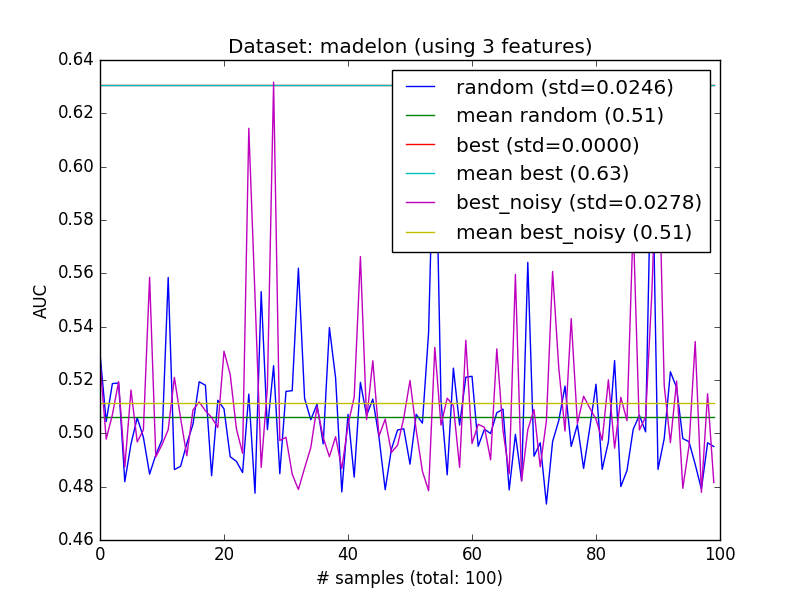 Dataset: madelon (using 3 features)
0.64
0.62
0.60
0.58
0.56
0.54
0.52
0.50
0.48
0.46
AUC
random (std=0.0246)
mean random (0.51)
best (std=0.0000)
mean best (0.63)
best_noisy (std=0.0278)
mean best_noisy (0.51)
0 20 40 60 80 100
# samples (total: 100)